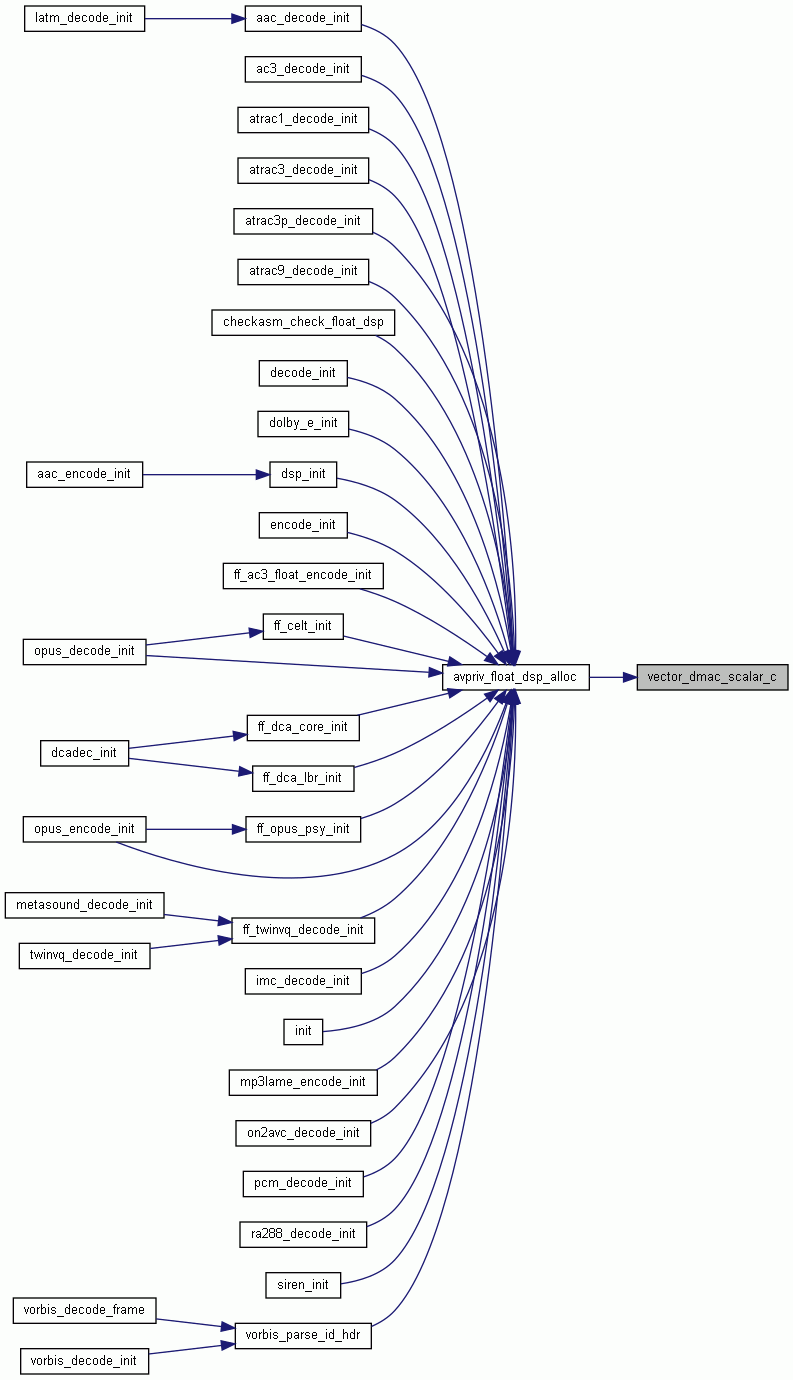 latm_decode_init
aac_decode_init
ac3_decode_init
atrac1_decode_init
atrac3_decode_init
atrac3p_decode_init
atrac9_decode_init
checkasm_check_float_dsp
decode_init
dolby_e_init
aac_encode_init
dsp_init
encode_init
ff_ac3_float_encode_init
ff_celt_init
opus_decode_init
avpriv_float_dsp_alloc
vector_dmac_scalar_c
ff_dca_core_init
dcadec_init
ff_dca_lbr_init
opus_encode_init
ff_opus_psy_init
metasound_decode_init
ff_twinvq_decode_init
twinvq_decode_init
imc_decode_init
init
mp3lame_encode_init
on2avc_decode_init
pcm_decode_init
ra288_decode_init
siren_init
vorbis_decode_frame
vorbis_parse_id_hdr
vorbis_decode_init